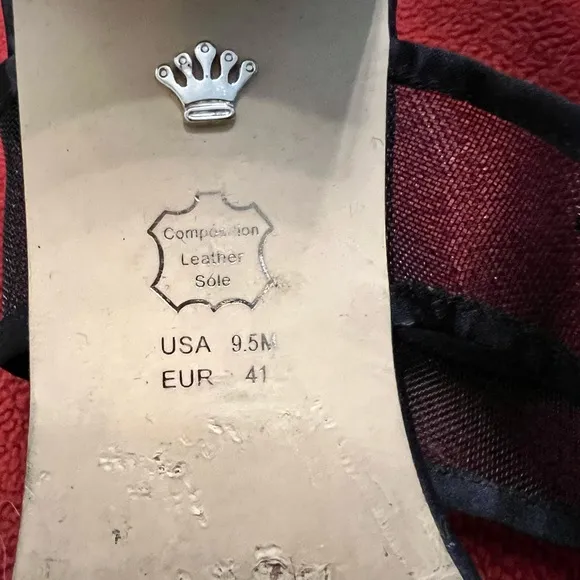 Composition
Leather
Sole
USA 9.5M
EUR 41